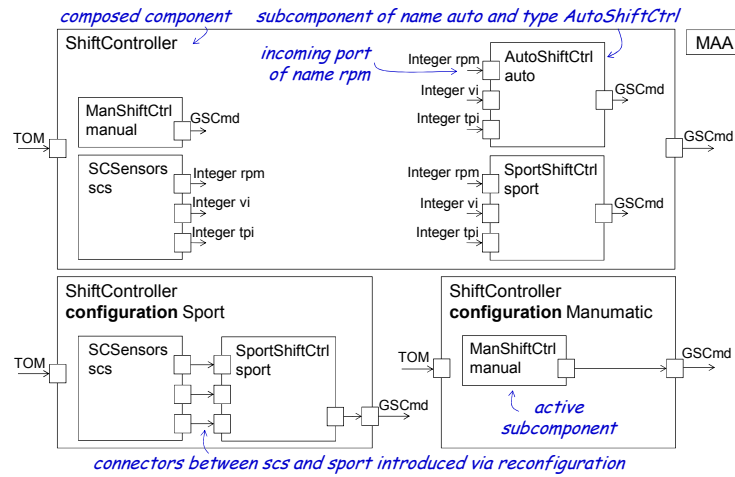 composed component
subcomponent of name auto and type AutoShiftCtrl
ShiftController
MAA
incoming port
of name rpm
Integer rpm
AutoShiftCtrl
auto
Integer vi
GSCmd
Integer tpi
ManShiftCtrl
manual
GSCmd
TOM
GSCmd
SCSensors
scs
Integer rpm
Integer vi
Integer tpi
Integer rpm
SportShiftCtrl
sport
Integer vi
GSCmd
Integer tpi
ShiftController
configuration Sport
SCSensors
scs
SportShiftCtrl
sport
TOM
GSCmd
ShiftController
configuration Manumatic
ManShiftCtrl
manual
TOM
GSCmd
active
subcomponent
connectors between scs and sport introduced via reconfiguration